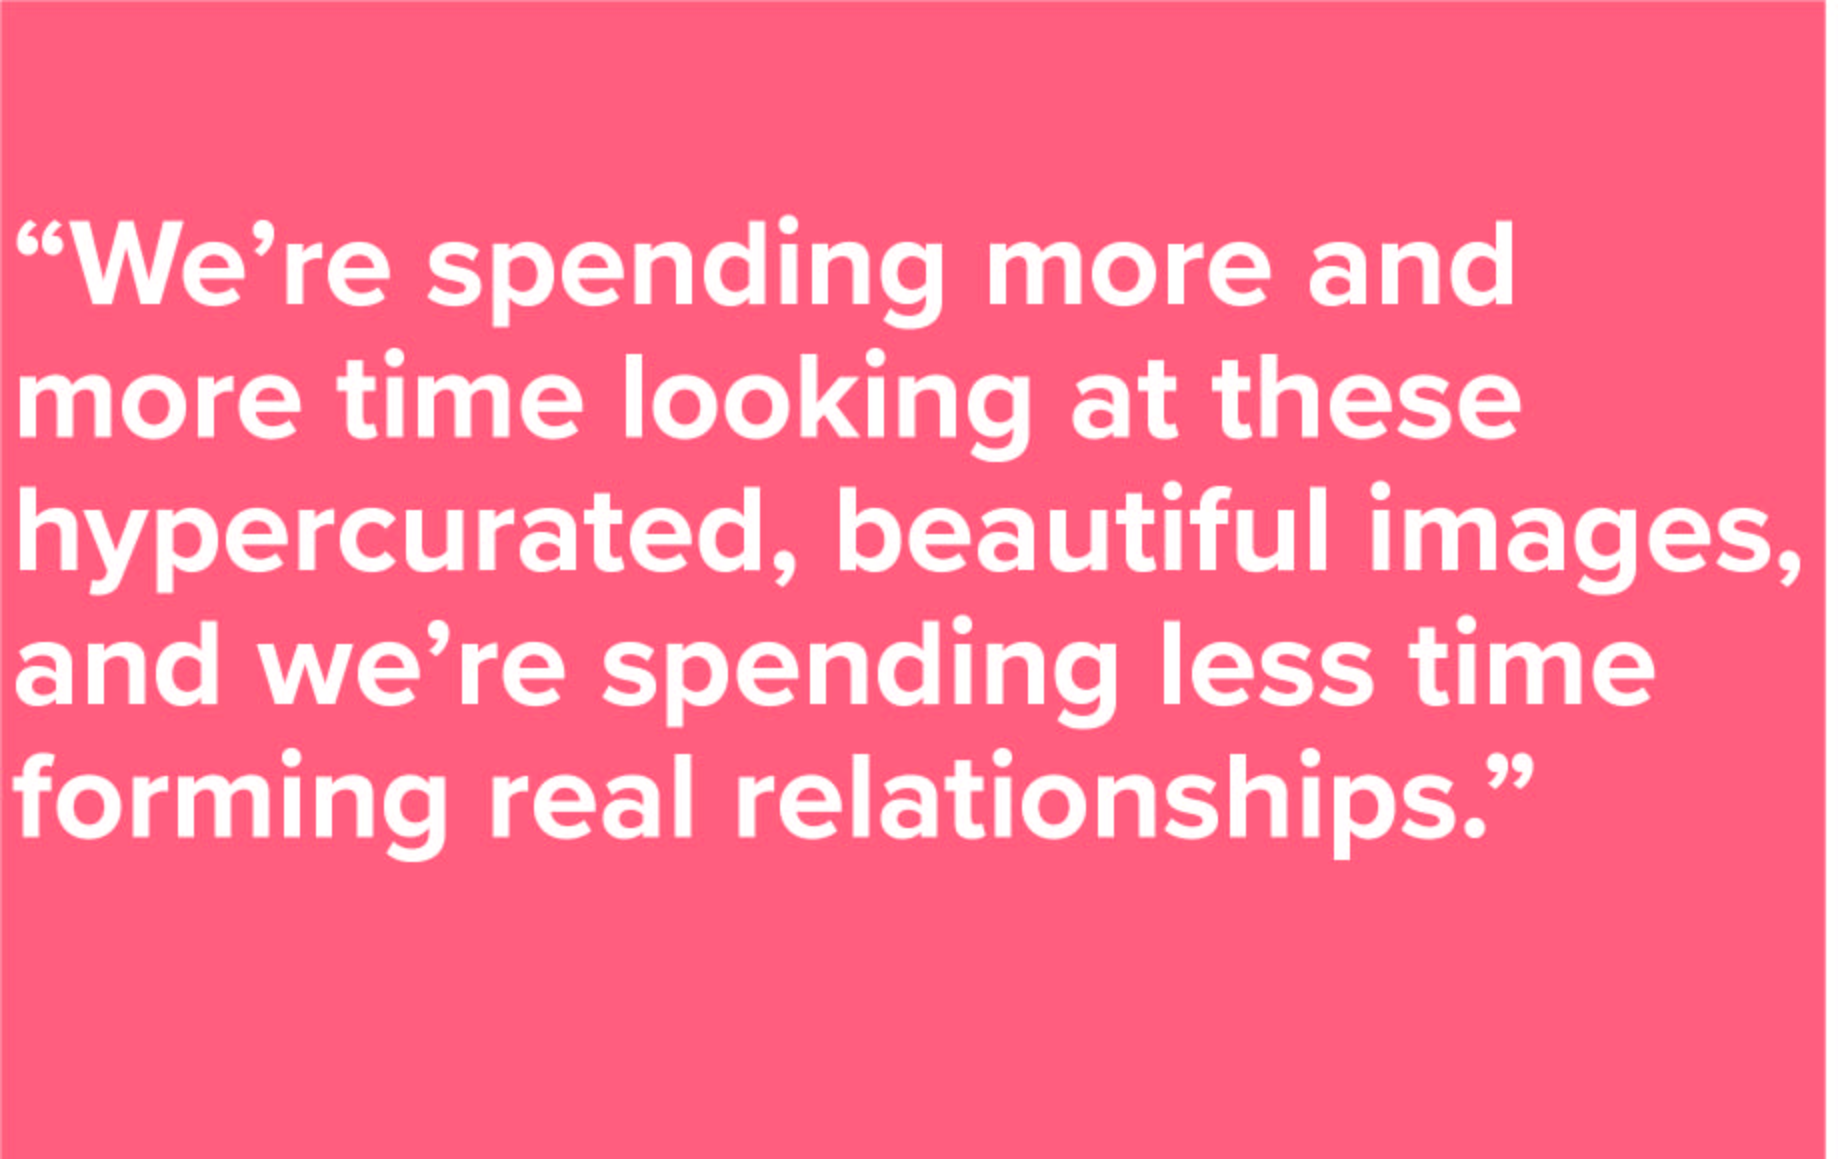 “We’re spending more and
more time looking at these
hypercurated, beautiful images,
and we’re spending less time
forming real relationships.”